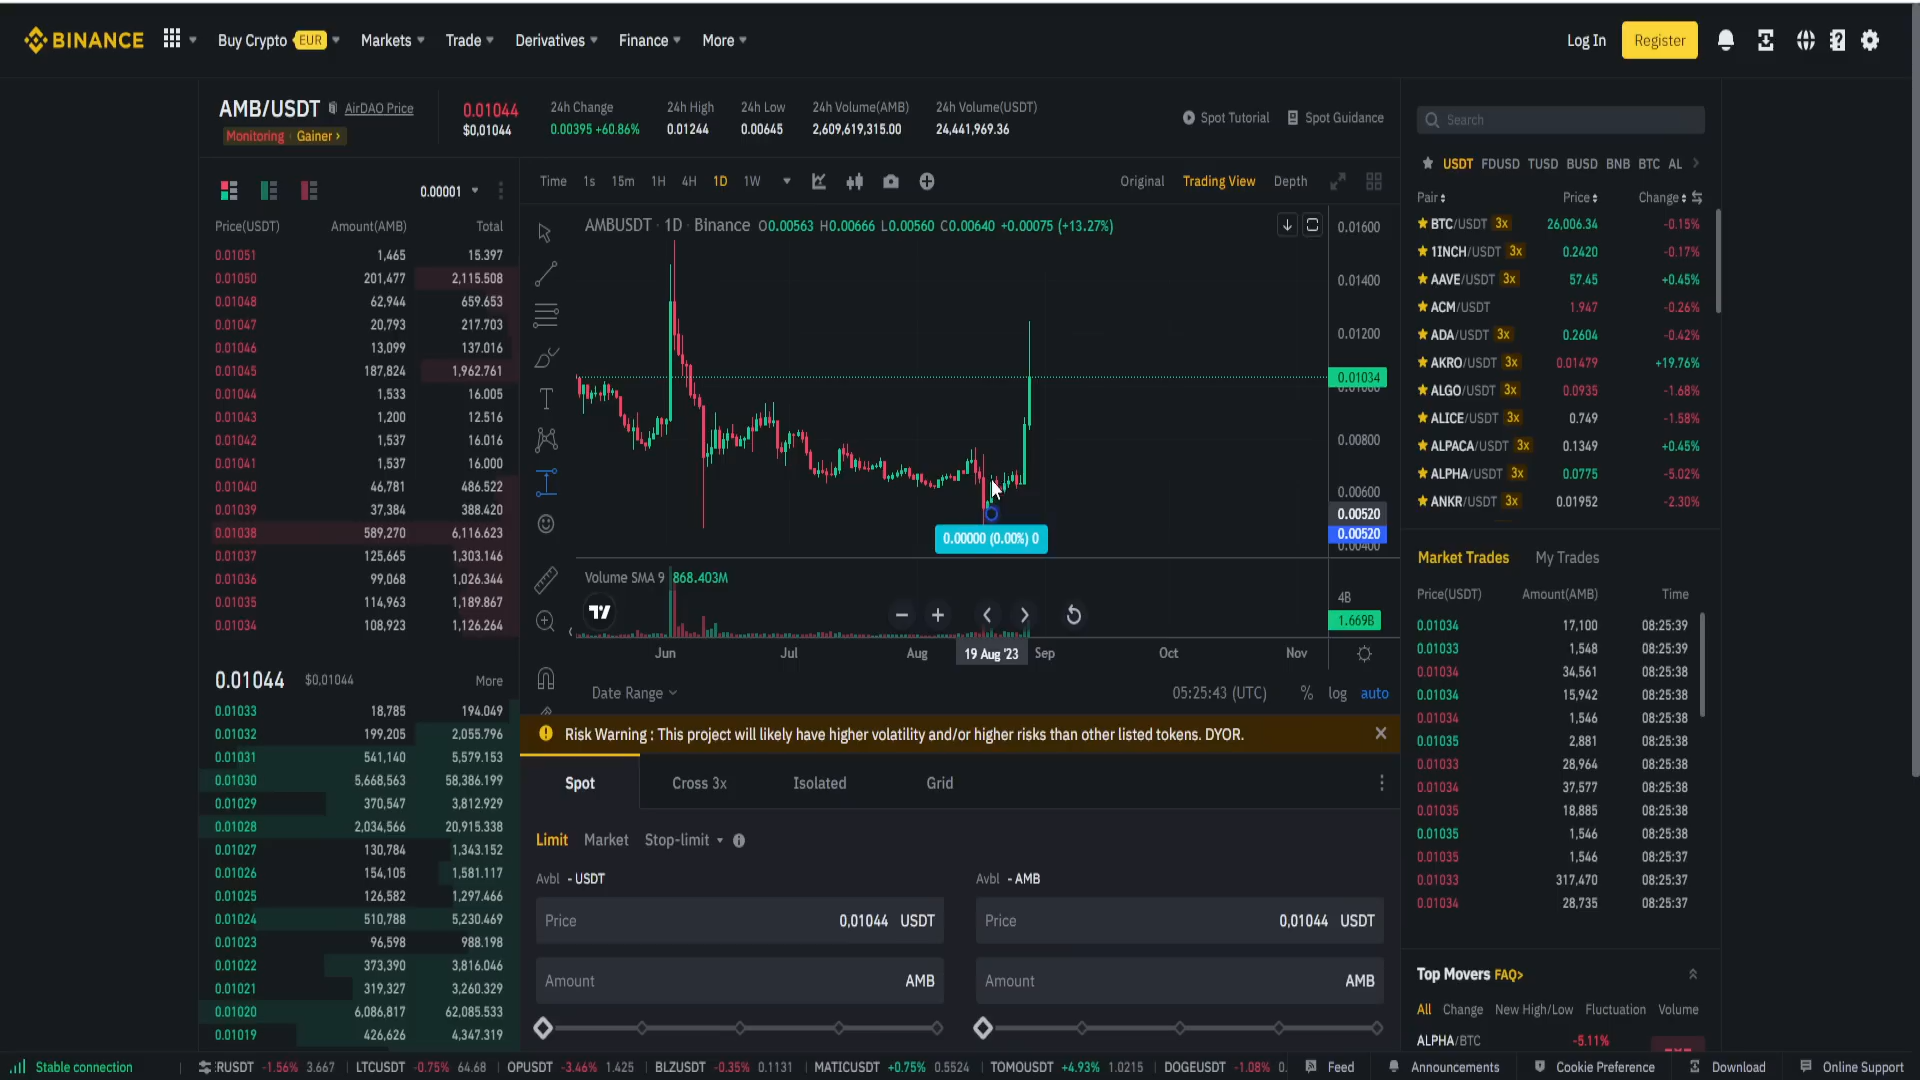 BINANCE
Buy Crypto EUR
Markets
Trade
Derivatives
Finance
More
Log In
Register
AMB/USDT AirDAO Price
Monitoring Gainer ›
0.01044
$0,01044
24h Change
0.00395 +60.86%
24h High
0.01244
24h Low
0.00645
24h Volume(AMB)
2,609,619,315.00
24h Volume(USDT)
24,441,969.36
Spot Tutorial
Spot Guidance
0.00001
Price(USDT) Amount(AMB) Total
0.01051 1,465 15.397
0.01050 201,477 2,115.508
0.01048 62,944 659.653
0.01047 20,793 217.703
0.01046 13,099 137.016
0.01045 187,824 1,962.761
0.01044 1,533 16.005
0.01043 1,200 12.516
0.01042 1,537 16.016
0.01041 1,537 16.000
0.01040 46,781 486.522
0.01039 37,384 388.420
0.01038 589,270 6,116.623
0.01037 125,665 1,303.146
0.01036 99,068 1,026.344
0.01035 114,963 1,189.867
0.01034 108,923 1,126.264
0.01044 $0,01044 More
0.01033 18,785 194.049
0.01032 199,205 2,055.796
0.01031 541,140 5,579.153
0.01030 5,668,563 58,386.199
0.01029 370,547 3,812.929
0.01028 2,034,566 20,915.338
0.01027 130,784 1,343.152
0.01026 154,105 1,581.117
0.01025 126,582 1,297.466
0.01024 510,788 5,230.469
0.01023 96,598 988.198
0.01022 373,390 3,816.046
0.01021 319,327 3,260.329
0.01020 6,086,817 62,085.533
0.01019 426,626 4,347.319
Time 1s 15m 1H 4H 1D 1W
Original Trading View Depth
AMBUSDT · 1D · Binance O0.00563 H0.00666 L0.00560 C0.00640 +0.00075 (+13.27%)
0.01600
0.01400
0.01200
0.01034
0.01000
0.00800
0.00600
0.00520
0.00520
0.00400
0.00000 (0.00%) 0
Volume SMA 9 868.403M
4B
1.669B
Jun Jul Aug 19 Aug '23 Sep Oct Nov
Date Range
05:25:43 (UTC) % log auto
Risk Warning : This project will likely have higher volatility and/or higher risks than other listed tokens. DYOR.
Spot Cross 3x Isolated Grid
Limit Market Stop-limit
Avbl - USDT
Price 0,01044 USDT
Amount AMB
Avbl - AMB
Price 0,01044 USDT
Amount AMB
Search
USDT FDUSD TUSD BUSD BNB BTC AL
Pair Price Change
BTC/USDT 3x 26,006.34 -0.15%
1INCH/USDT 3x 0.2420 -0.17%
AAVE/USDT 3x 57.45 +0.45%
ACM/USDT 1.947 -0.26%
ADA/USDT 3x 0.2604 -0.42%
AKRO/USDT 3x 0.01479 +19.76%
ALGO/USDT 3x 0.0935 -1.68%
ALICE/USDT 3x 0.749 -1.58%
ALPACA/USDT 3x 0.1349 +0.45%
ALPHA/USDT 3x 0.0775 -5.02%
ANKR/USDT 3x 0.01952 -2.30%
Market Trades My Trades
Price(USDT) Amount(AMB) Time
0.01034 17,100 08:25:39
0.01033 1,548 08:25:39
0.01034 34,561 08:25:38
0.01034 15,942 08:25:38
0.01034 1,546 08:25:38
0.01035 2,881 08:25:38
0.01033 28,964 08:25:38
0.01034 37,577 08:25:38
0.01035 18,885 08:25:38
0.01035 1,546 08:25:38
0.01035 1,546 08:25:37
0.01033 317,470 08:25:37
0.01034 28,735 08:25:37
Top Movers FAQ>
All Change New High/Low Fluctuation Volume
ALPHA/BTC -5.11%
Stable connection
RUSDT -1.56% 3.667 LTCUSDT -0.75% 64.68 OPUSDT -3.46% 1.425 BLZUSDT -0.35% 0.1131 MATICUSDT +0.75% 0.5524 TOMOUSDT +4.93% 1.0215 DOGEUSDT -1.08% 0.
Feed Announcements Cookie Preference Download Online Support